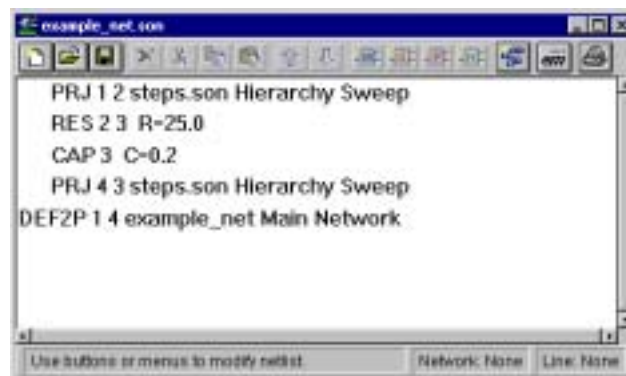 example_net.son
PRJ 1 2 steps.son Hierarchy Sweep
RES 2 3 R=25.0
CAP 3 C=0.2
PRJ 4 3 steps.son Hierarchy Sweep
DEF2P 1 4 example_net Main Network
Use buttons or menus to modify netlist
Network: None
Line: None